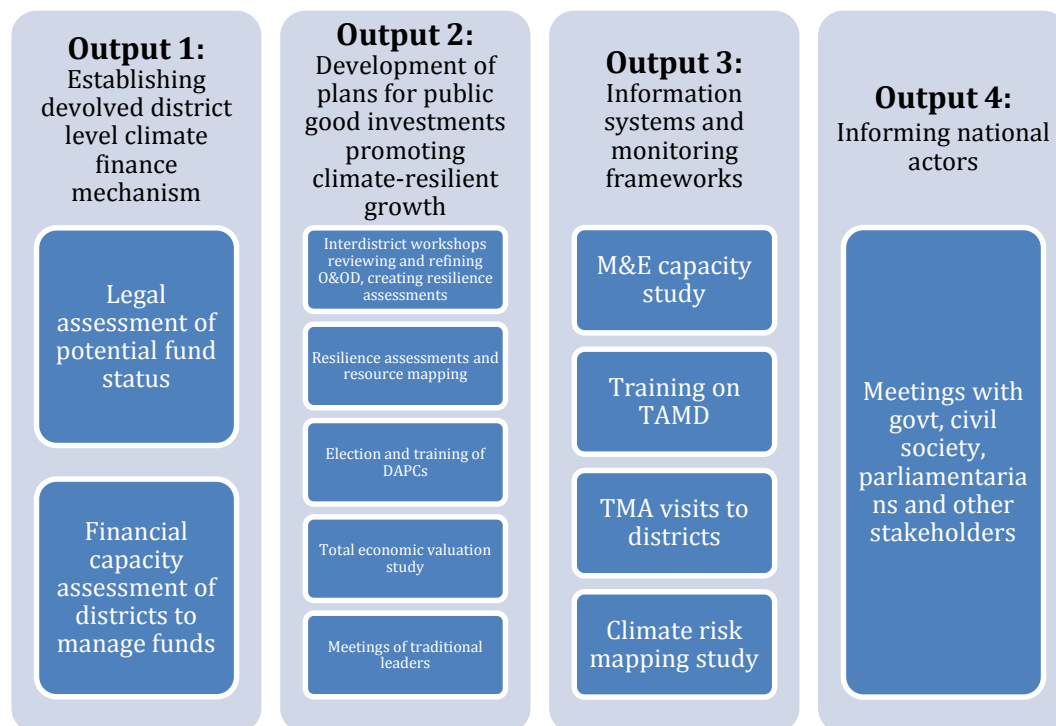 Output 1:
Establishing
devolved district
level climate
finance
mechanism
Legal
assessment of
potential fund
status
Financial
capacity
assessment of
districts to
manage funds
Output 2:
Development of
plans for public
good investments
promoting
climate-resilient
growth
Interdistrict workshops
reviewing and refining
O&OD, creating resilience
assessments
Resilience assessments and
resource mapping
Election and training of
DAPCs
Total economic valuation
study
Meetings of traditional
leaders
Output 3:
Information
systems and
monitoring
frameworks
M&E capacity
study
Training on
TAMD
TMA visits to
districts
Climate risk
mapping study
Output 4:
Informing national
actors
Meetings with
govt, civil
society,
parliamentaria
ns and other
stakeholders